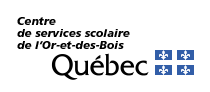 Centre
de services scolaire
de l'Or-et-des-Bois
Québec